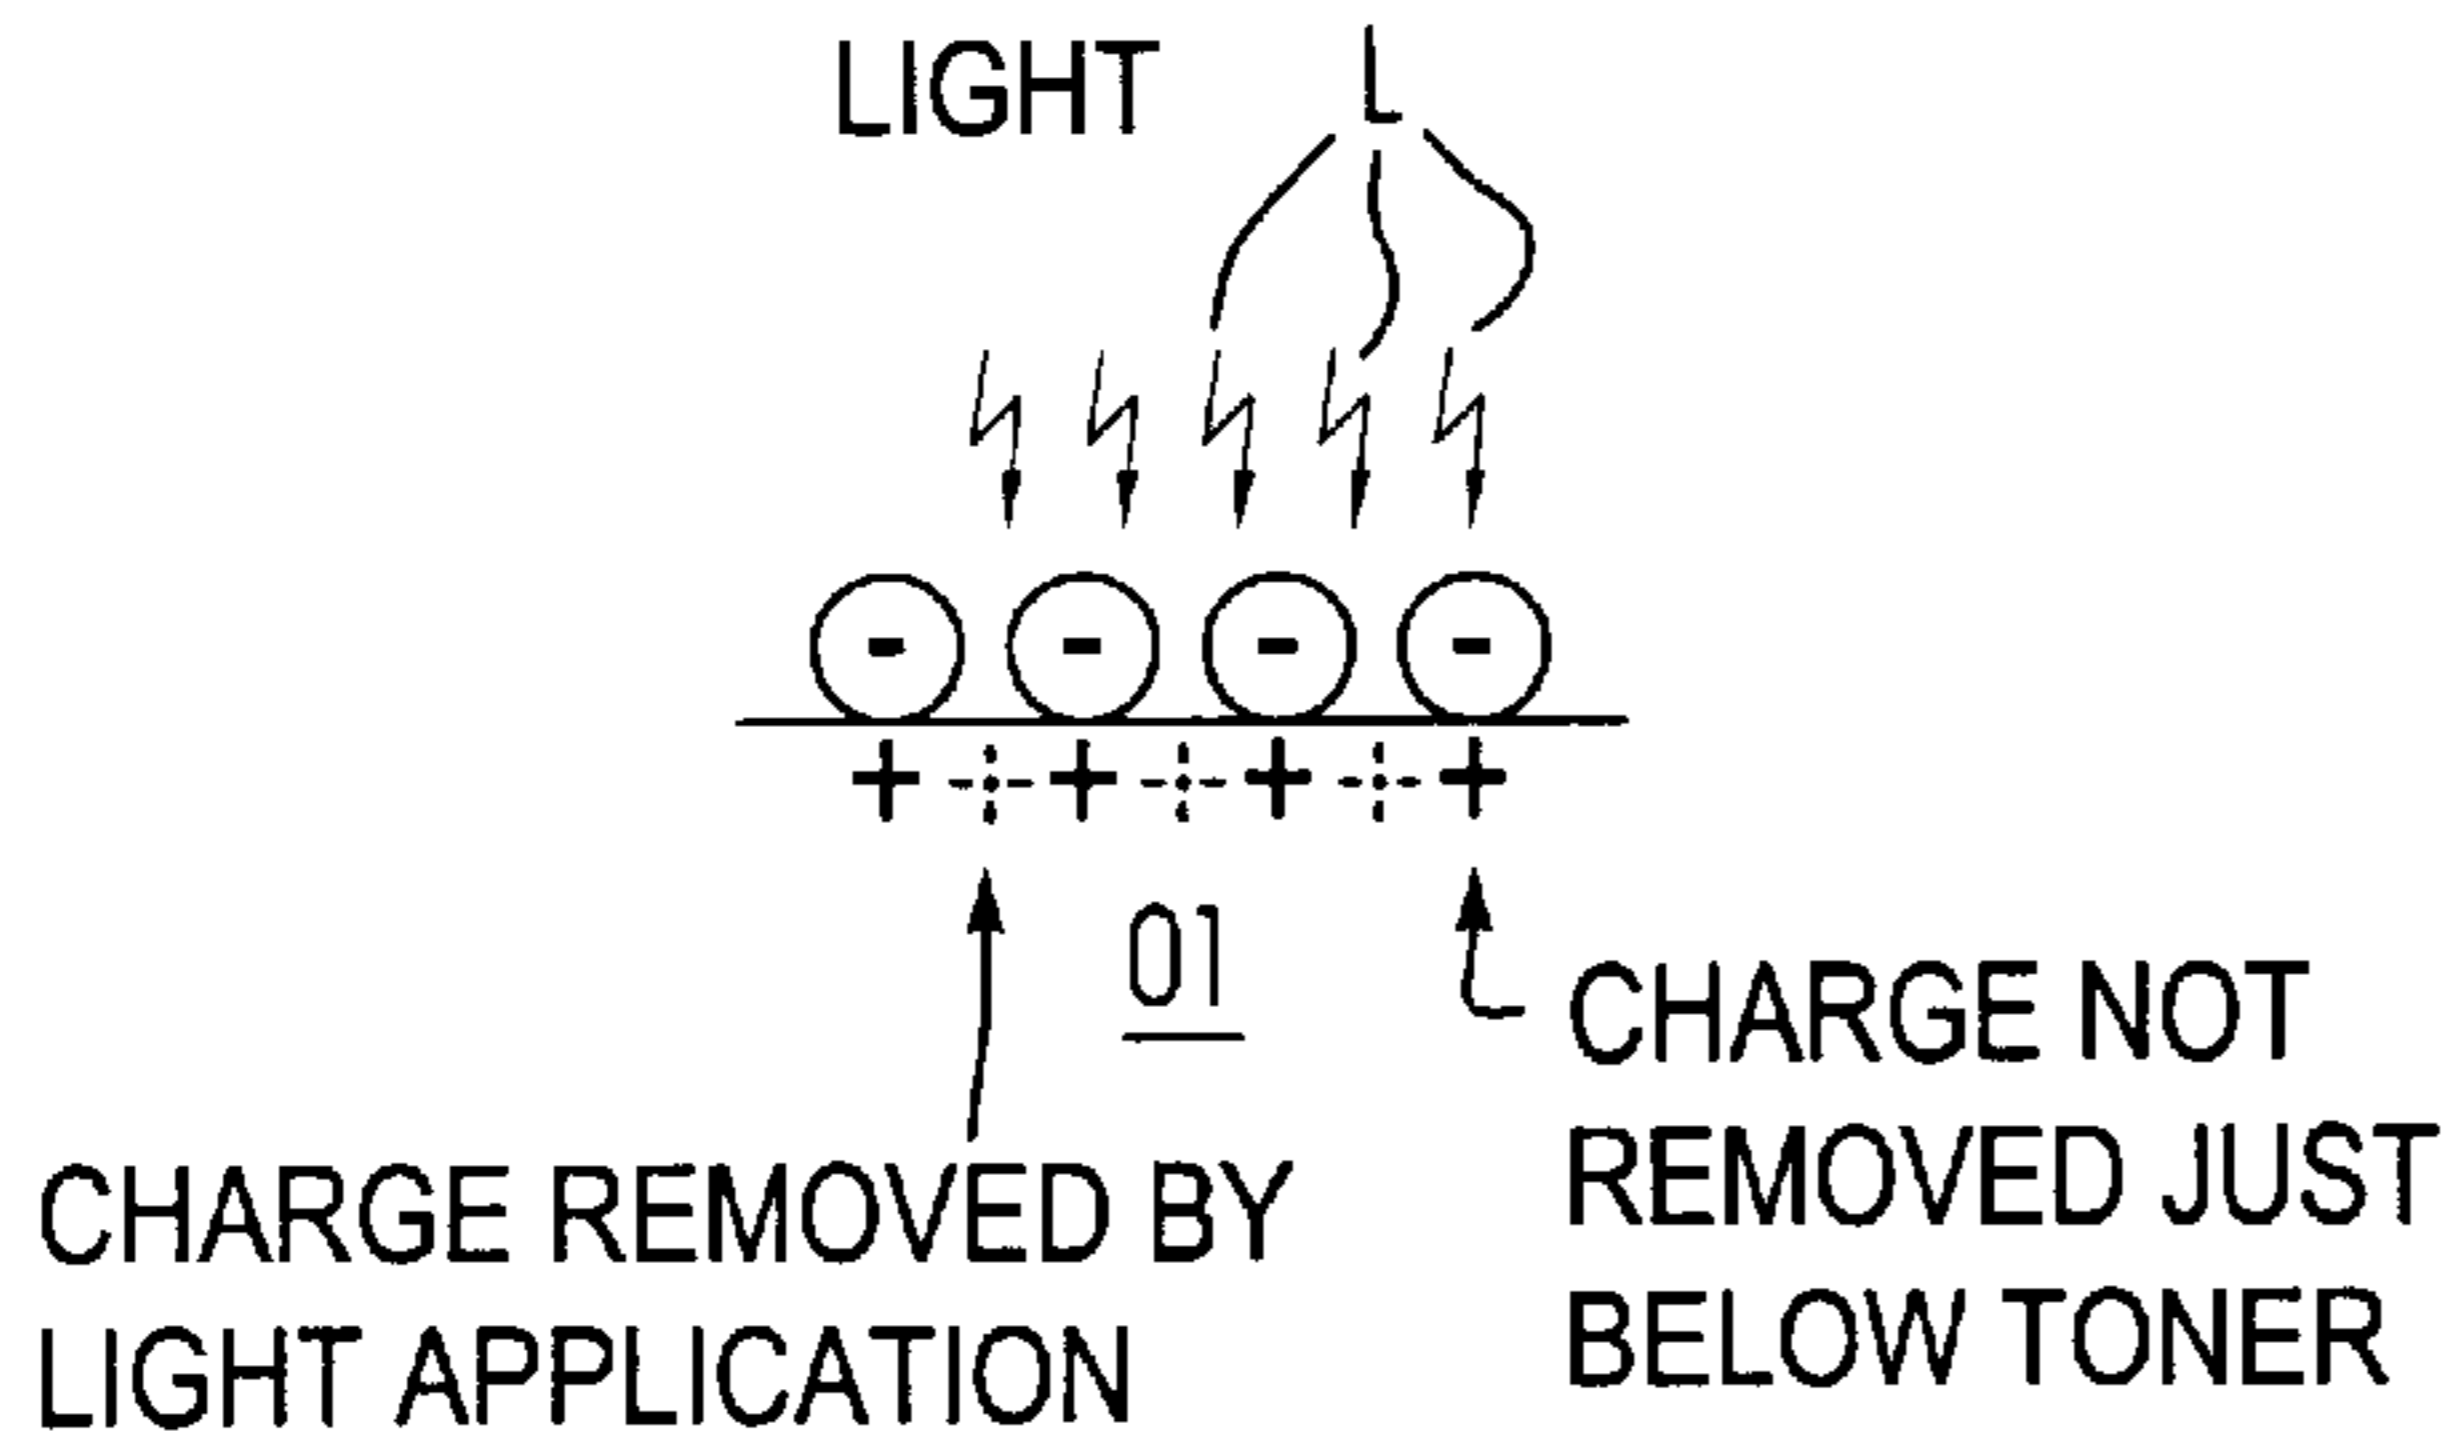 LIGHT L
- - - -
+ + + + + + +
01
CHARGE REMOVED BY
LIGHT APPLICATION
CHARGE NOT
REMOVED JUST
BELOW TONER